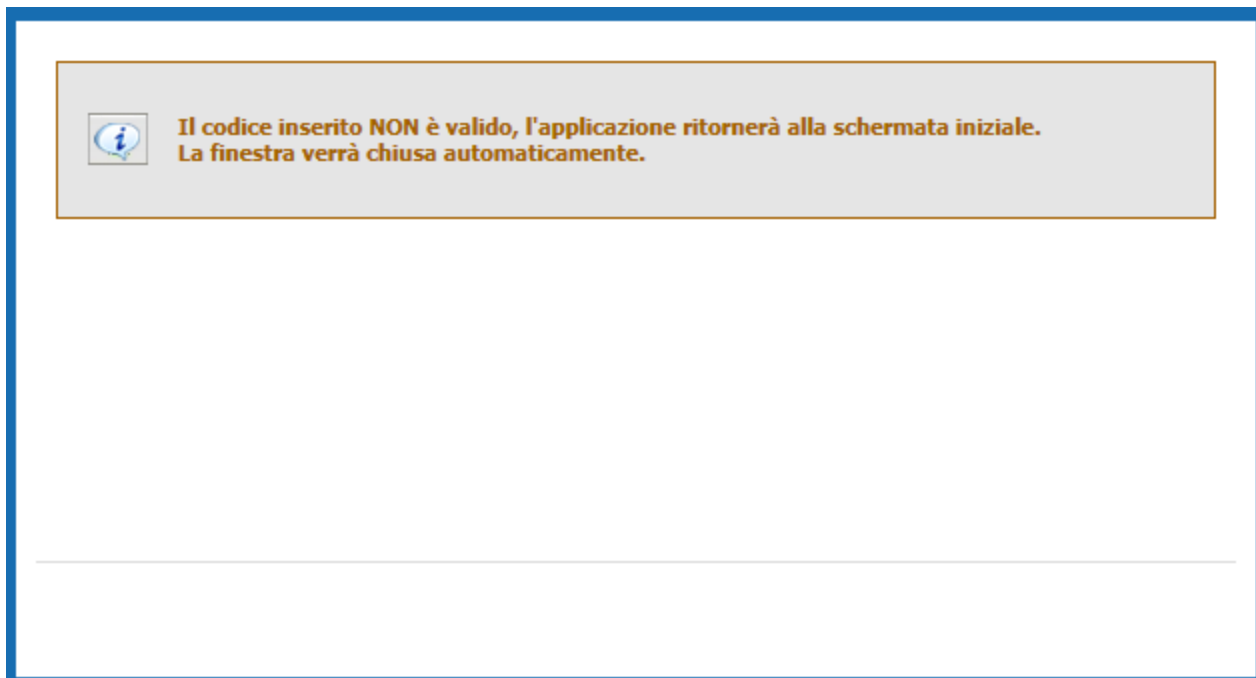 Il codice inserito NON è valido, l'applicazione ritornerà alla schermata iniziale.
La finestra verrà chiusa automaticamente.